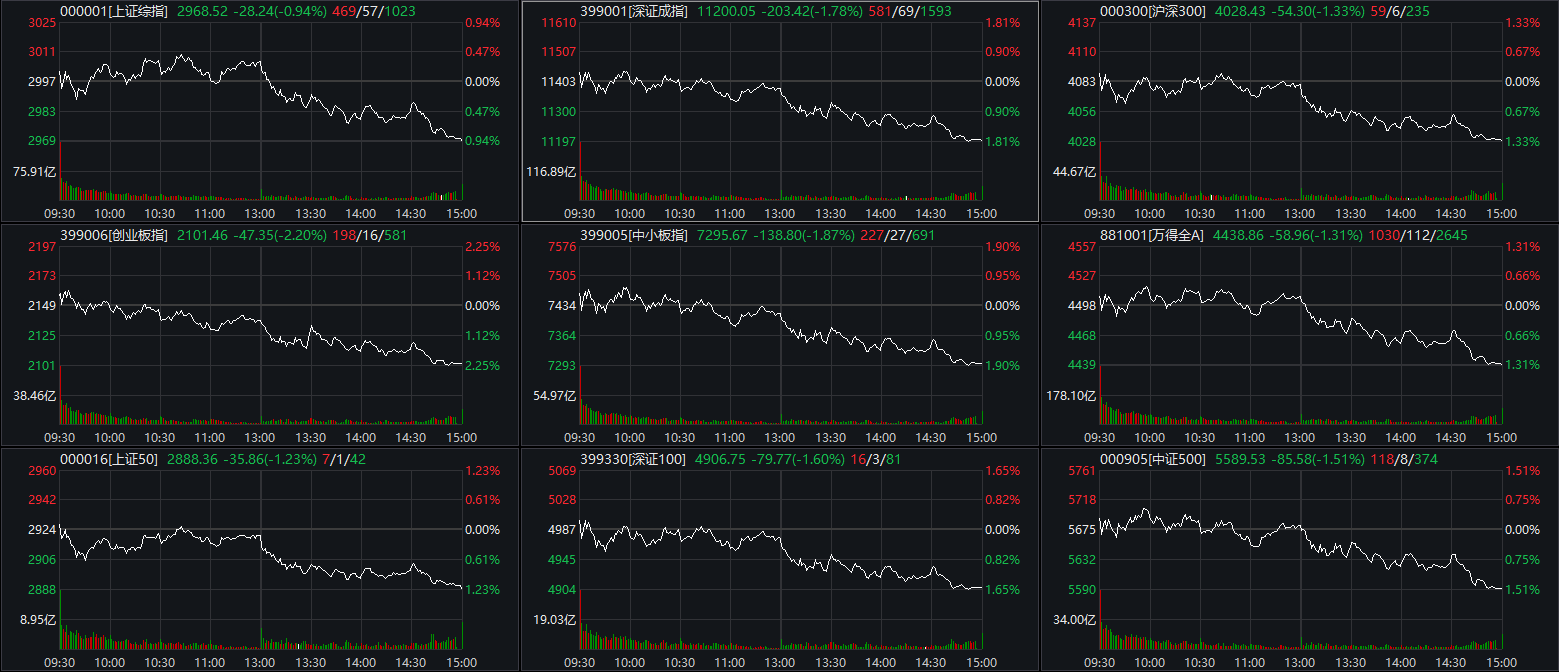 000001[上证综指] 2968.52 -28.24(-0.94%) 469/57/1023
3025 0.94%
3011 0.47%
2997 0.00%
2983 0.47%
2969 0.94%
75.91亿
09:30 10:00 10:30 11:00 13:00 13:30 14:00 14:30 15:00
399001[深证成指] 11200.05 -203.42(-1.78%) 581/69/1593
11610 1.81%
11507 0.90%
11403 0.00%
11300 0.90%
11197 1.81%
116.89亿
09:30 10:00 10:30 11:00 13:00 13:30 14:00 14:30 15:00
000300[沪深300] 4028.43 -54.30(-1.33%) 59/6/235
4137 1.33%
4110 0.67%
4083 0.00%
4056 0.67%
4028 1.33%
44.67亿
09:30 10:00 10:30 11:00 13:00 13:30 14:00 14:30 15:00
399006[创业板指] 2101.46 -47.35(-2.20%) 198/16/581
2197 2.25%
2173 1.12%
2149 0.00%
2125 1.12%
2101 2.25%
38.46亿
09:30 10:00 10:30 11:00 13:00 13:30 14:00 14:30 15:00
399005[中小板指] 7295.67 -138.80(-1.87%) 227/27/691
7576 1.90%
7505 0.95%
7434 0.00%
7364 0.95%
7293 1.90%
54.97亿
09:30 10:00 10:30 11:00 13:00 13:30 14:00 14:30 15:00
881001[万得全A] 4438.86 -58.96(-1.31%) 1030/112/2645
4557 1.31%
4527 0.66%
4498 0.00%
4468 0.66%
4439 1.31%
178.10亿
09:30 10:00 10:30 11:00 13:00 13:30 14:00 14:30 15:00
000016[上证50] 2888.36 -35.86(-1.23%) 7/1/42
2960 1.23%
2942 0.61%
2924 0.00%
2906 0.61%
2888 1.23%
8.95亿
09:30 10:00 10:30 11:00 13:00 13:30 14:00 14:30 15:00
399330[深证100] 4906.75 -79.77(-1.60%) 16/3/81
5069 1.65%
5028 0.82%
4987 0.00%
4945 0.82%
4904 1.65%
19.03亿
09:30 10:00 10:30 11:00 13:00 13:30 14:00 14:30 15:00
000905[中证500] 5589.53 -85.58(-1.51%) 118/8/374
5761 1.51%
5718 0.75%
5675 0.00%
5632 0.75%
5590 1.51%
34.00亿
09:30 10:00 10:30 11:00 13:00 13:30 14:00 14:30 15:00